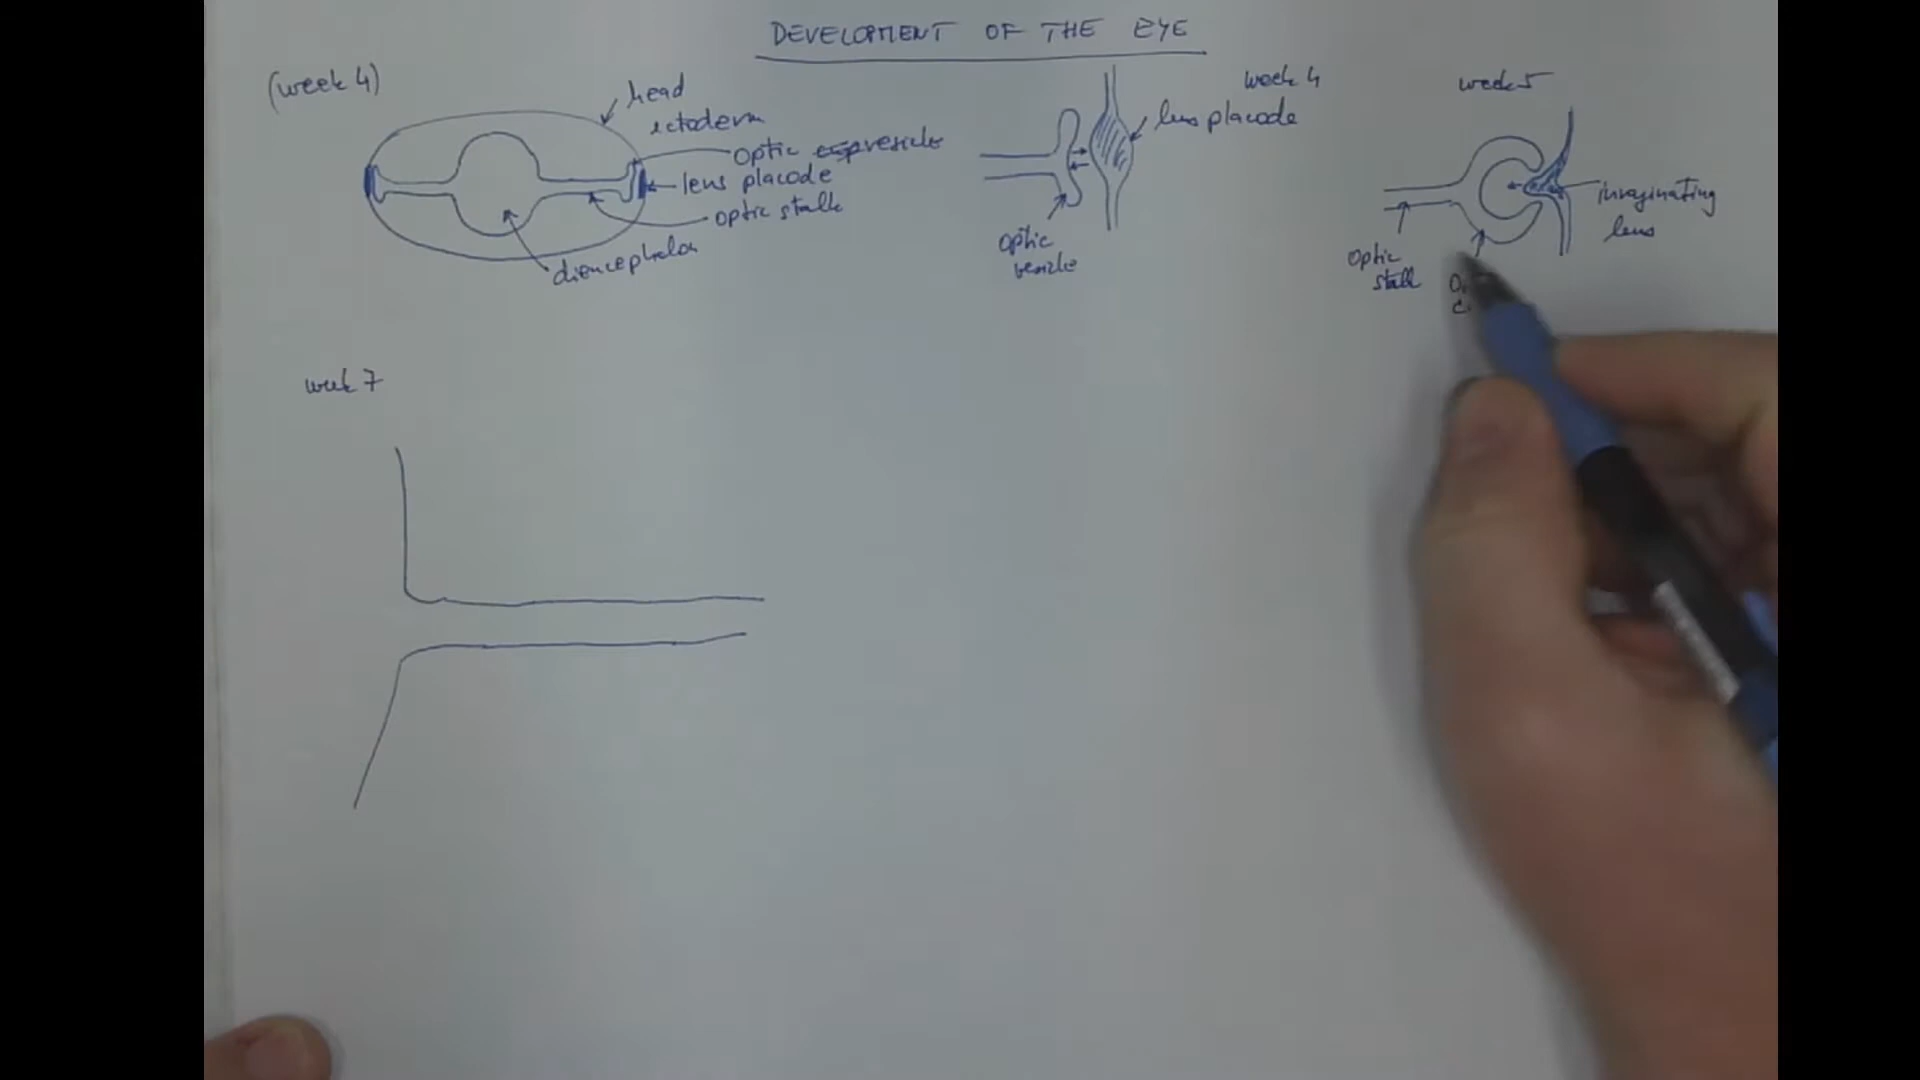 DEVELOPMENT OF THE EYE
(week 4)
head
ectoderm
optic vesicle
lens placode
optic stalk
diencephalon
week 4
lens placode
optic
vesicle
week 5
invaginating
lens
optic
stalk
week 7